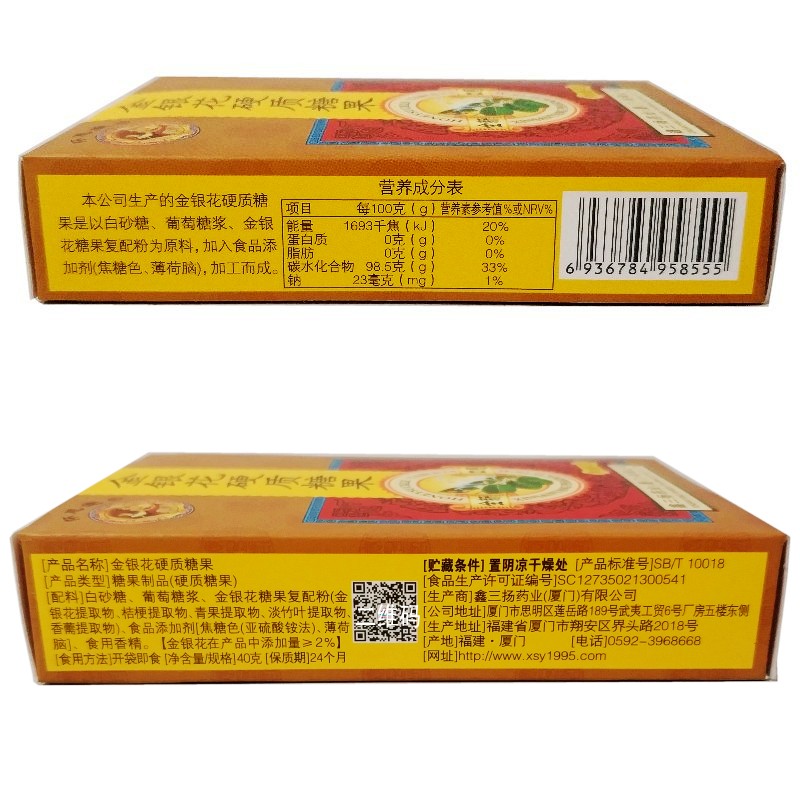 金银花硬质糖果
本公司生产的金银花硬质糖
果是以白砂糖、葡萄糖浆、金银
花糖果复配粉为原料,加入食品添
加剂(焦糖色、薄荷脑),加工而成。
营养成分表
项目 每100克(g) 营养素参考值%或NRV%
能量 1693千焦(kJ) 20%
蛋白质 0克(g) 0%
脂肪 0克(g) 0%
碳水化合物 98.5克(g) 33%
钠 23毫克(mg) 1%
6 936784 958555
金银花硬质糖果
[产品名称]金银花硬质糖果
[产品类型]糖果制品(硬质糖果)
[配料]白砂糖、葡萄糖浆、金银花糖果复配粉(金
银花提取物、桔梗提取物、青果提取物、淡竹叶提取物、
香薷提取物)、食品添加剂(焦糖色(亚硫酸铵法)、薄荷
脑)、食用香精。【金银花在产品中添加量≥2%】
[食用方法]开袋即食 [净含量/规格]40克 [保质期]24个月
二维码
[贮藏条件] 置阴凉干燥处 [产品标准号]SB/T 10018
[食品生产许可证编号]SC12735021300541
[生产商]鑫三扬药业(厦门)有限公司
[公司地址]厦门市思明区莲岳路189号武夷工贸6号厂房五楼东侧
[生产地址]福建省厦门市翔安区界头路2018号
[产地]福建·厦门 [电话]0592-3968668
[网址]http://www.xsy1995.com